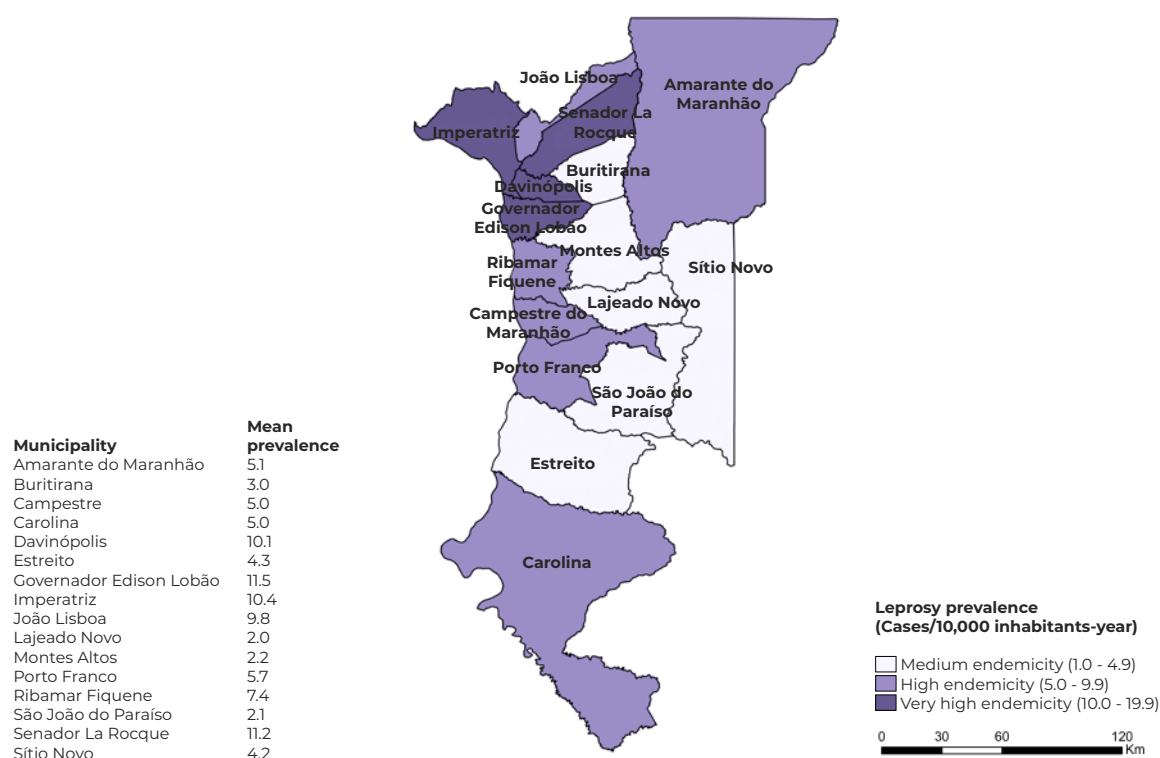 João Lisboa
Amarante do
Maranhão
Senador La
Rocque
Imperatriz
Buritirana
Davinópolis
Governador
Edison Lobão
Montes Altos
Sítio Novo
Ribamar
Fiquene
Lajeado Novo
Campestre do
Maranhão
Porto Franco
São João do
Paraíso
Estreito
Carolina
Municipality Mean prevalence
Amarante do Maranhão 5.1
Buritirana 3.0
Campestre 5.0
Carolina 5.0
Davinópolis 10.1
Estreito 4.3
Governador Edison Lobão 11.5
Imperatriz 10.4
João Lisboa 9.8
Lajeado Novo 2.0
Montes Altos 2.2
Porto Franco 5.7
Ribamar Fiquene 7.4
São João do Paraíso 2.1
Senador La Rocque 11.2
Sítio Novo 4.2
Leprosy prevalence
(Cases/10,000 inhabitants-year)
Medium endemicity (1.0 - 4.9)
High endemicity (5.0 - 9.9)
Very high endemicity (10.0 - 19.9)
0 30 60 120
Km